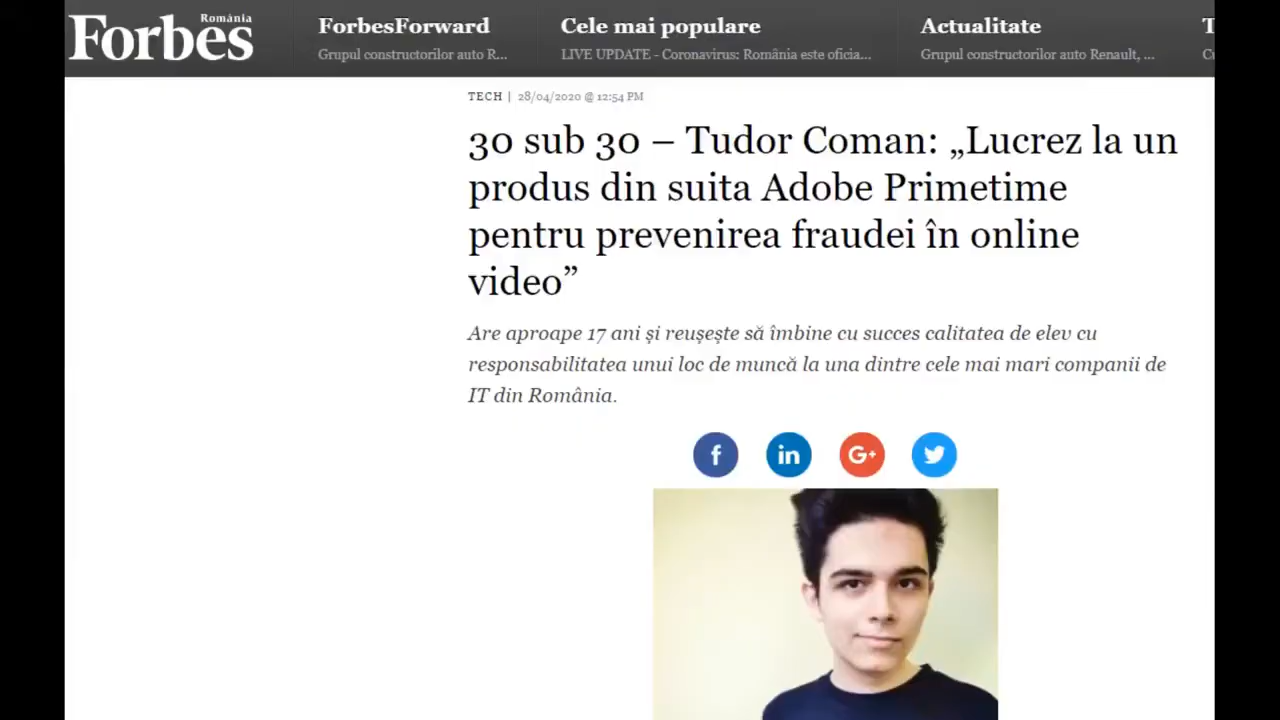 România
Forbes
ForbesForward
Cele mai populare
Actualitate
T
Grupul constructorilor auto R...
LIVE UPDATE - Coronavirus: România este oficia...
Grupul constructorilor auto Renault, ...
TECH | 28/04/2020 @ 12:54 PM
30 sub 30 – Tudor Coman: „Lucrez la un
produs din suita Adobe Primetime
pentru prevenirea fraudei în online
video”
Are aproape 17 ani și reușește să îmbine cu succes calitatea de elev cu
responsabilitatea unui loc de muncă la una dintre cele mai mari companii de
IT din România.
f
in
G+